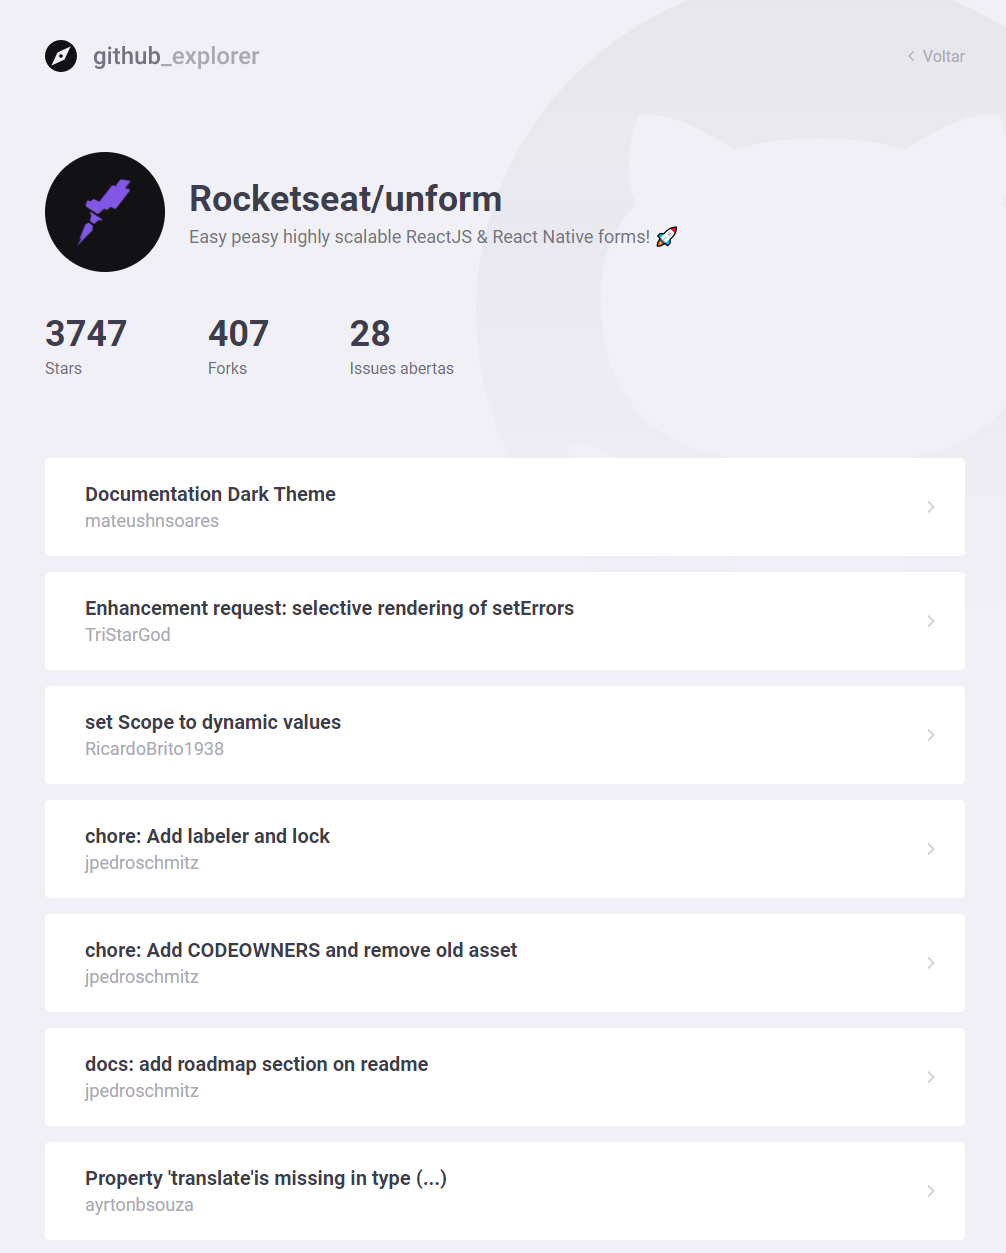 github_explorer
Voltar
Rocketseat/unform
Easy peasy highly scalable ReactJS & React Native forms! 🚀
3747 407 28
Stars Forks Issues abertas
Documentation Dark Theme
mateushnsoares
Enhancement request: selective rendering of setErrors
TriStarGod
set Scope to dynamic values
RicardoBrito1938
chore: Add labeler and lock
jpedroschmitz
chore: Add CODEOWNERS and remove old asset
jpedroschmitz
docs: add roadmap section on readme
jpedroschmitz
Property 'translate'is missing in type (...)
ayrtonbsouza